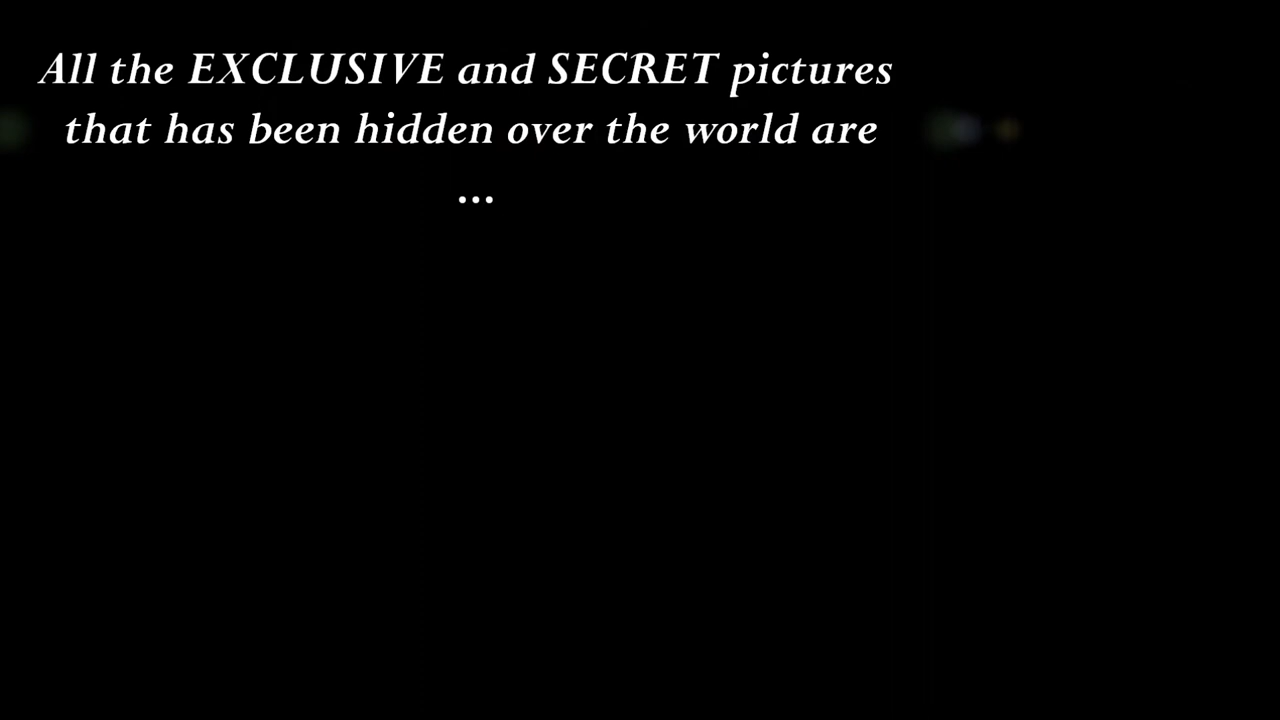 All the EXCLUSIVE and SECRET pictures
that has been hidden over the world are
...